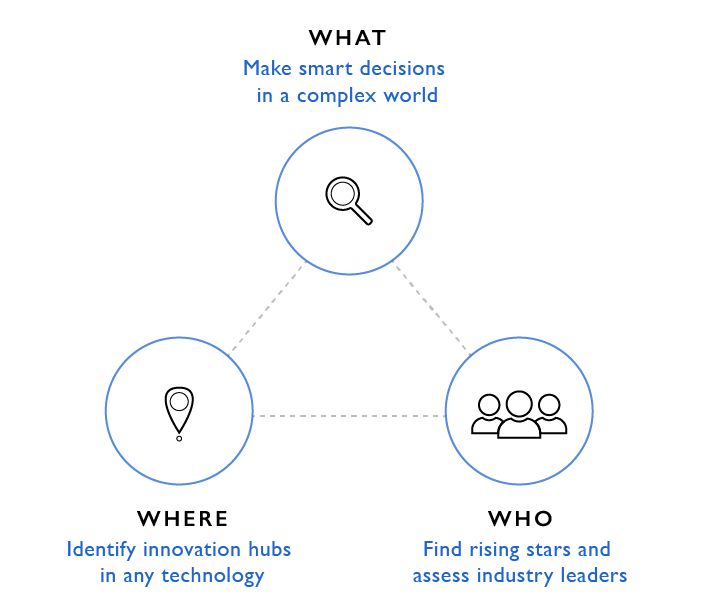 WHAT
Make smart decisions
in a complex world
WHERE
Identify innovation hubs
in any technology
WHO
Find rising stars and
assess industry leaders